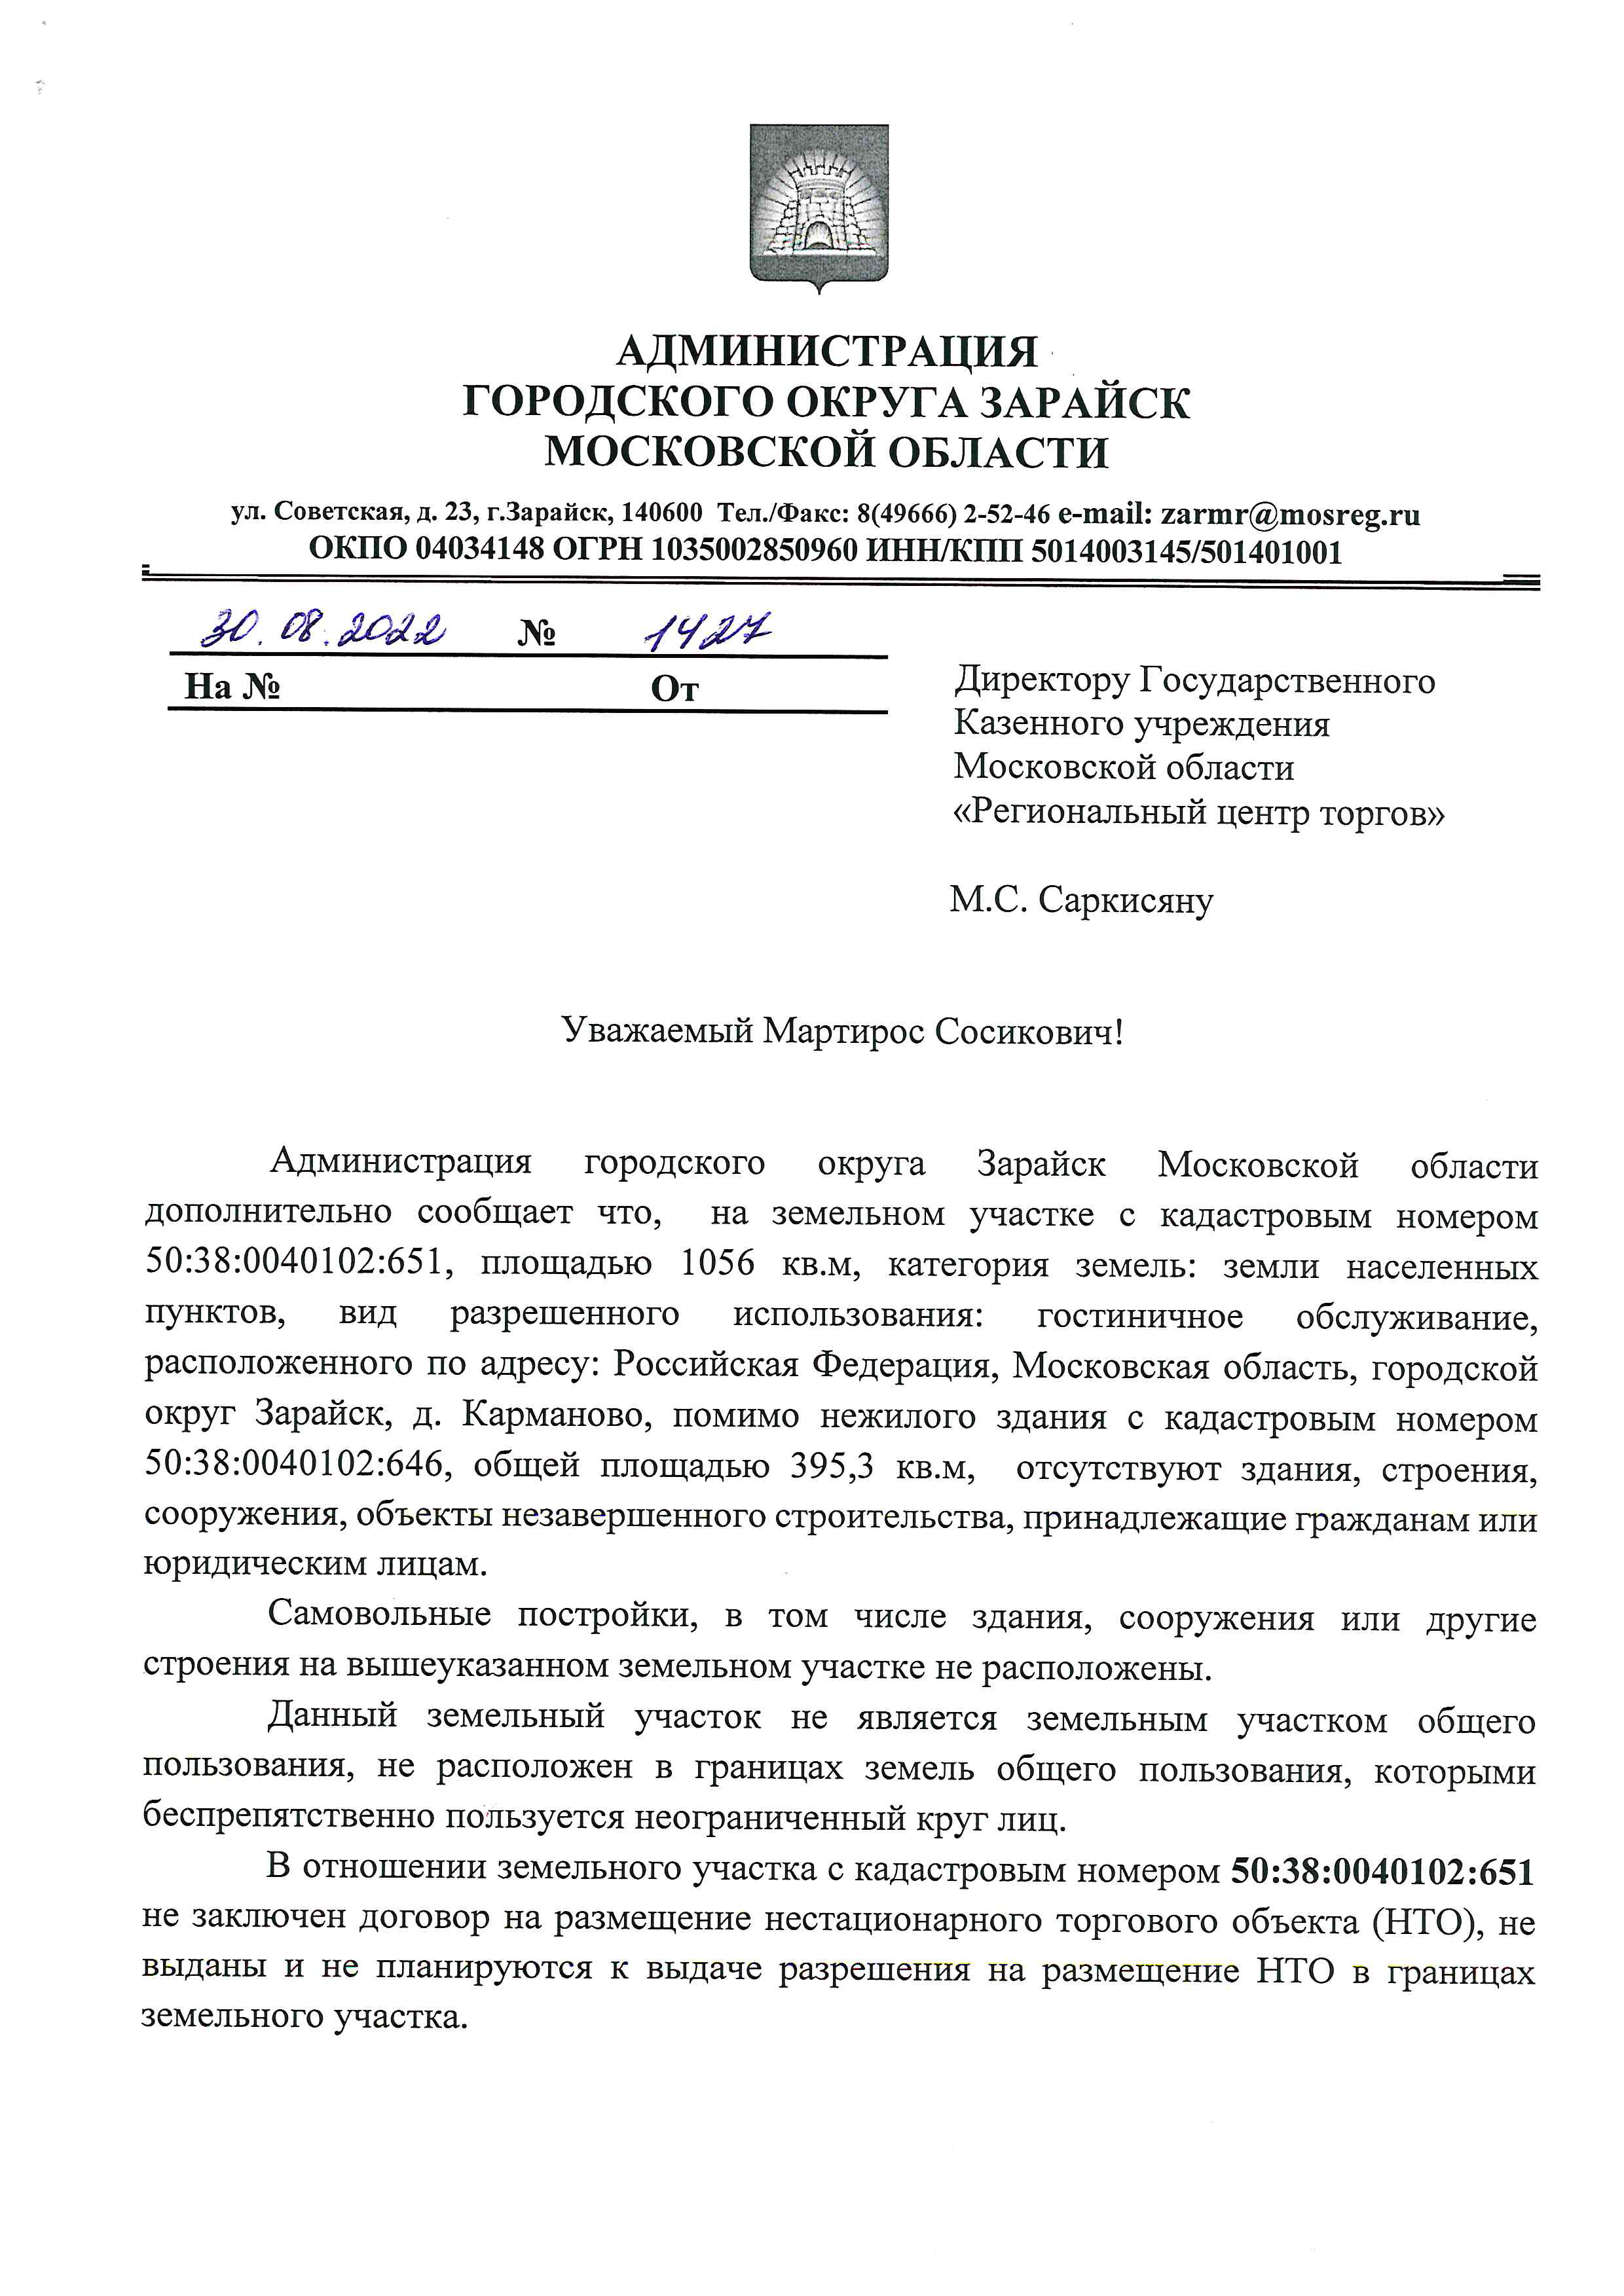 АДМИНИСТРАЦИЯ
ГОРОДСКОГО ОКРУГА ЗАРАЙСК
МОСКОВСКОЙ ОБЛАСТИ
ул. Советская, д. 23, г.Зарайск, 140600 Тел./Факс: 8(49666) 2-52-46 e-mail: zarmr@mosreg.ru
ОКПО 04034148 ОГРН 1035002850960 ИНН/КПП 5014003145/501401001
30.08.2022 № 1427
На № От
Директору Государственного
Казенного учреждения
Московской области
«Региональный центр торгов»
М.С. Саркисяну
Уважаемый Мартирос Сосикович!
Администрация городского округа Зарайск Московской области
дополнительно сообщает что, на земельном участке с кадастровым номером
50:38:0040102:651, площадью 1056 кв.м, категория земель: земли населенных
пунктов, вид разрешенного использования: гостиничное обслуживание,
расположенного по адресу: Российская Федерация, Московская область, городской
округ Зарайск, д. Карманово, помимо нежилого здания с кадастровым номером
50:38:0040102:646, общей площадью 395,3 кв.м, отсутствуют здания, строения,
сооружения, объекты незавершенного строительства, принадлежащие гражданам или
юридическим лицам.
Самовольные постройки, в том числе здания, сооружения или другие
строения на вышеуказанном земельном участке не расположены.
Данный земельный участок не является земельным участком общего
пользования, не расположен в границах земель общего пользования, которыми
беспрепятственно пользуется неограниченный круг лиц.
В отношении земельного участка с кадастровым номером 50:38:0040102:651
не заключен договор на размещение нестационарного торгового объекта (НТО), не
выданы и не планируются к выдаче разрешения на размещение НТО в границах
земельного участка.